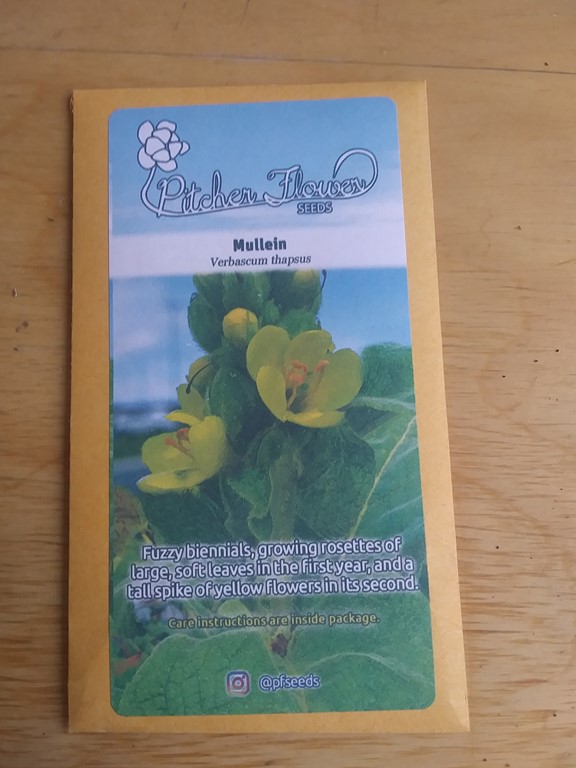 Pitcher Flower
SEEDS
Mullein
Verbascum thapsus
Fuzzy biennials, growing rosettes of
large, soft leaves in the first year, and a
tall spike of yellow flowers in its second.
Care instructions are inside package.
@pfseeds